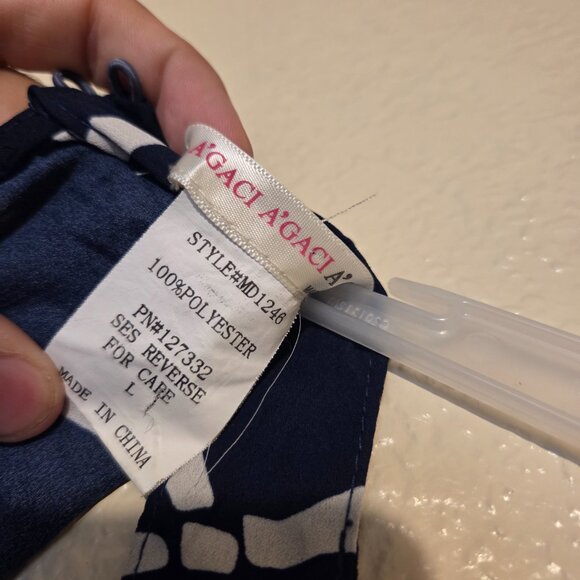 A'GACI A'GACI A'
STYLE#MD1246
100%POLYESTER
PN#127332
SES REVERSE
FOR CARE
L
MADE IN CHINA